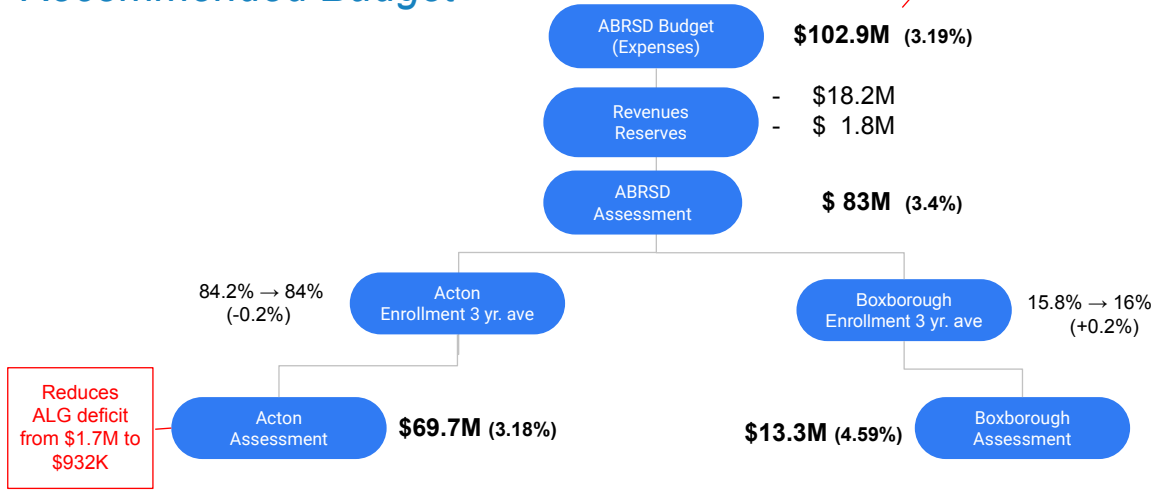 Recommended Budget
ABRSD Budget
(Expenses)
$102.9M (3.19%)
Revenues
Reserves
- $18.2M
- $ 1.8M
ABRSD
Assessment
$ 83M (3.4%)
84.2% → 84%
(-0.2%)
Acton
Enrollment 3 yr. ave
Boxborough
Enrollment 3 yr. ave
15.8% → 16%
(+0.2%)
Reduces
ALG deficit
from $1.7M to
$932K
Acton
Assessment
$69.7M (3.18%)
$13.3M (4.59%)
Boxborough
Assessment